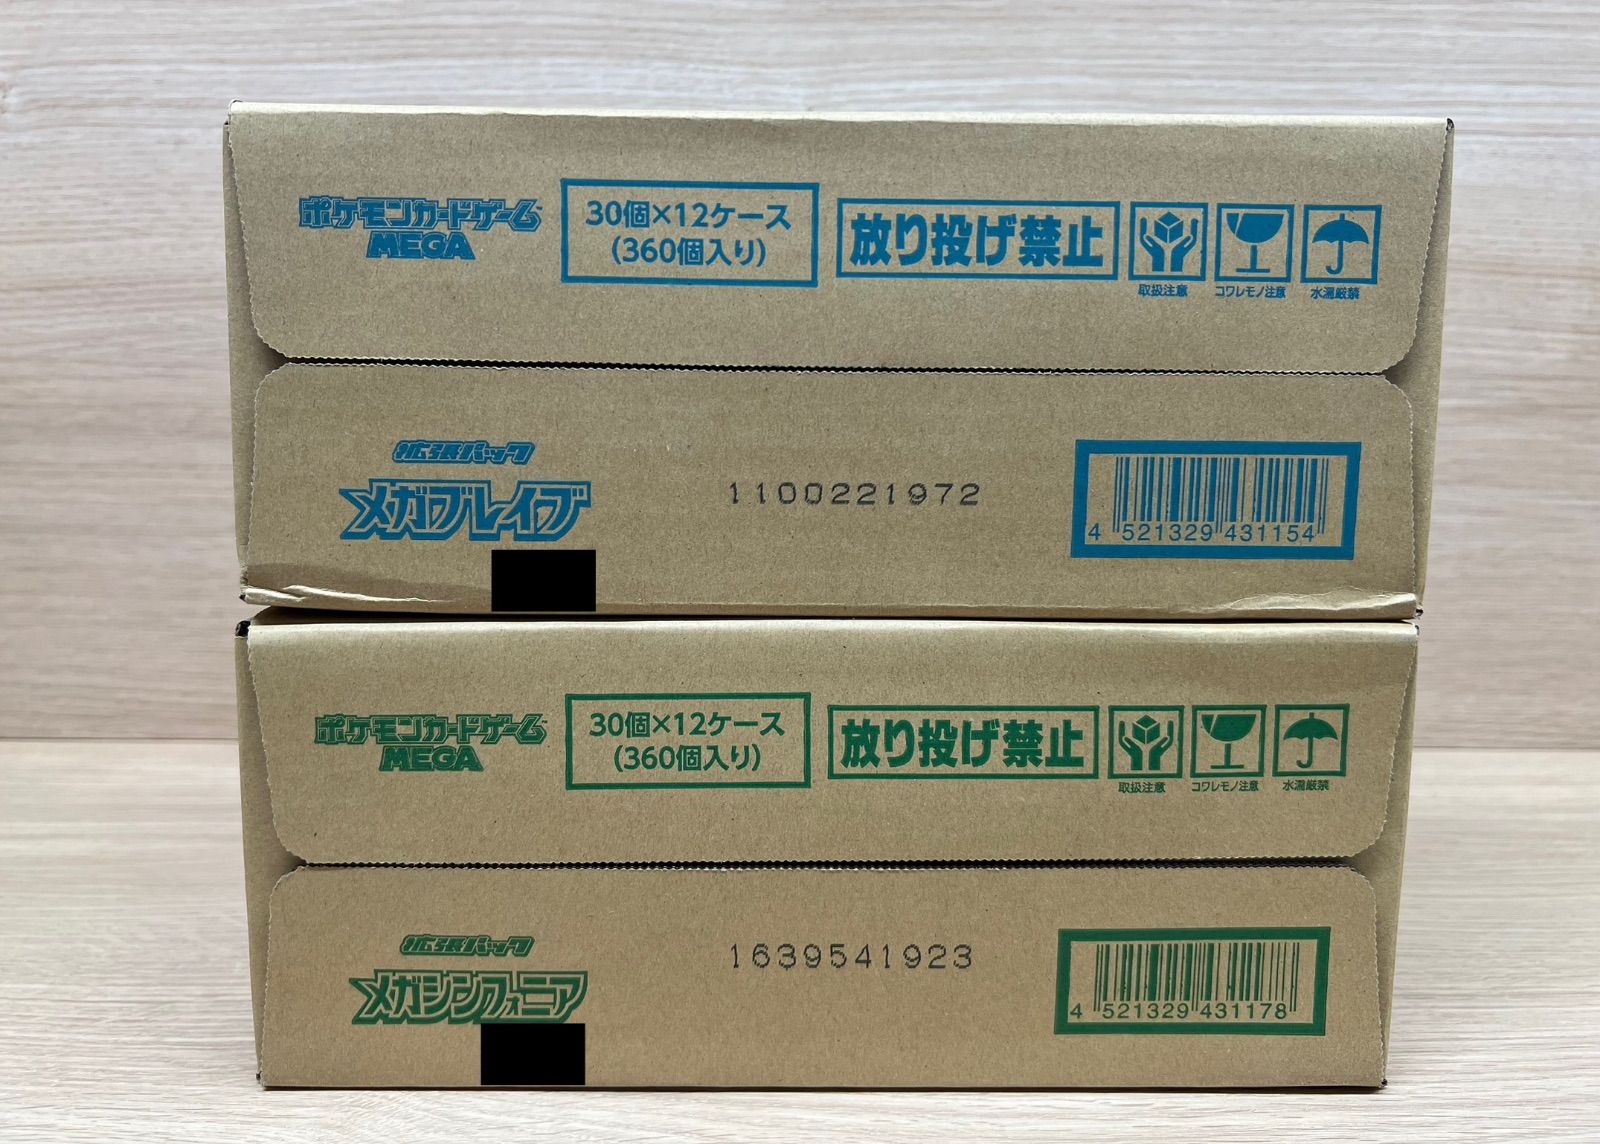 ポケモンカードゲーム
MEGA
30個×12ケース
(360個入り)
放り投げ禁止
取扱注意
コワレモノ注意
水濡厳禁
拡張パック
メガブレイブ
1100221972
4 521329 431154
ポケモンカードゲーム
MEGA
30個×12ケース
(360個入り)
放り投げ禁止
取扱注意
コワレモノ注意
水濡厳禁
拡張パック
メガシンフォニア
1639541923
4 521329 431178